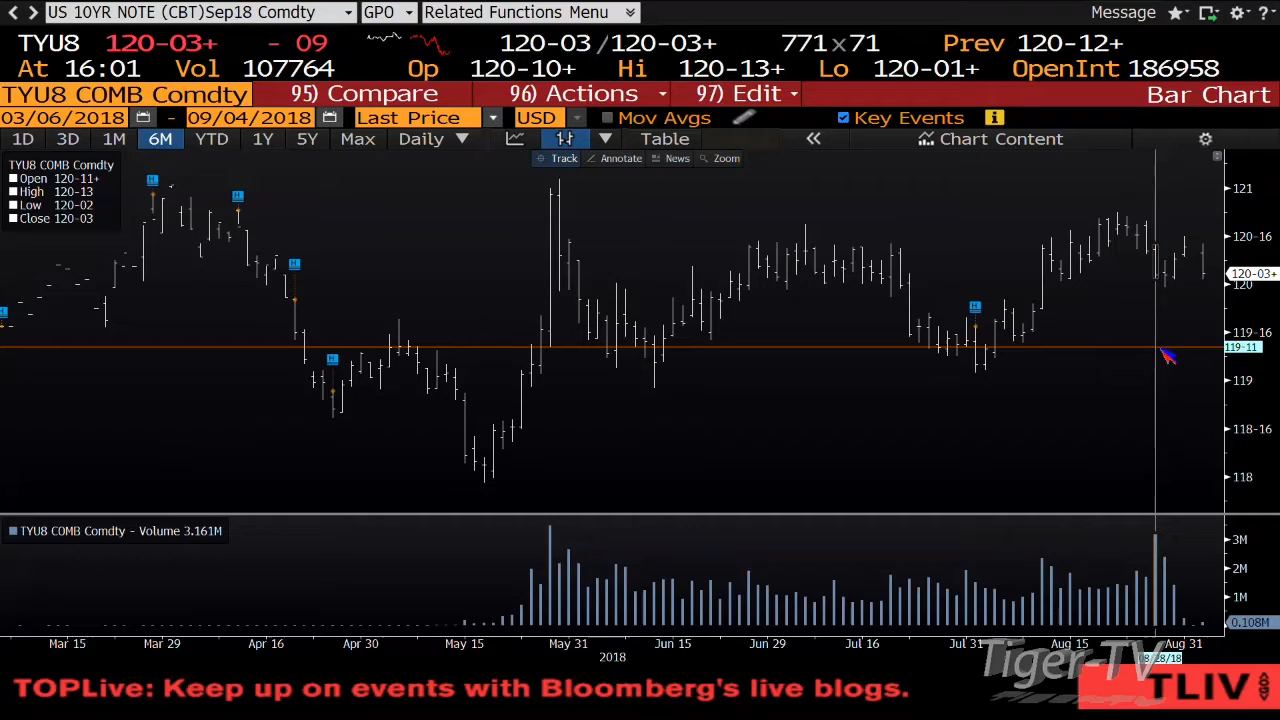 US 10YR NOTE (CBT)Sep18 Comdty GPO Related Functions Menu Message
TYU8 120-03+ - 09 120-03 /120-03+ 771x71 Prev 120-12+
At 16:01 Vol 107764 Op 120-10+ Hi 120-13+ Lo 120-01+ OpenInt 186958
TYU8 COMB Comdty 95) Compare 96) Actions 97) Edit Bar Chart
03/06/2018 - 09/04/2018 Last Price USD Mov Avgs Key Events
1D 3D 1M 6M YTD 1Y 5Y Max Daily Table Chart Content
Track Annotate News Zoom
TYU8 COMB Comdty
Open 120-11+
High 120-13
Low 120-02
Close 120-03
H
H
H
H
H
H
121
120-16
120-03+
120
119-16
119-11
119
118-16
118
TYU8 COMB Comdty - Volume 3.161M
3M
2M
1M
0.108M
Mar 15 Mar 29 Apr 16 Apr 30 May 15 May 31 Jun 15 Jun 29 Jul 16 Jul 31 Aug 15 Aug 31
2018 08/28/18
Tiger-TV
TOPLive: Keep up on events with Bloomberg's live blogs. TLIV